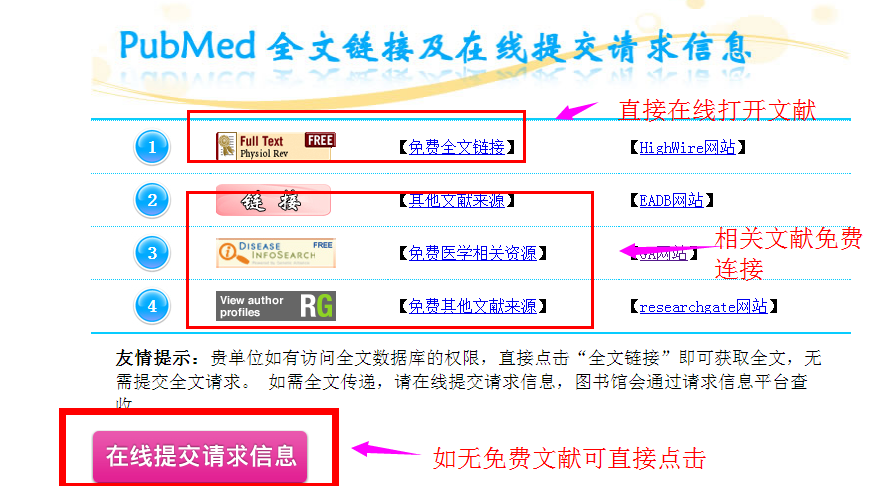 PubMed 全文链接及在线提交请求信息
直接在线打开文献
1 Full Text FREE Physiol Rev 【免费全文链接】 【HighWire网站】
2 链 接 【其他文献来源】 【EADB网站】
相关文献免费
连接
3 DISEASE INFOSEARCH FREE 【免费医学相关资源】 网站】
4 View author profiles RG 【免费其他文献来源】 【researchgate网站】
友情提示：贵单位如有访问全文数据库的权限，直接点击“全文链接”即可获取全文，无
需提交全文请求。 如需全文传递，请在线提交请求信息，图书馆会通过请求信息平台查
收
在线提交请求信息
如无免费文献可直接点击